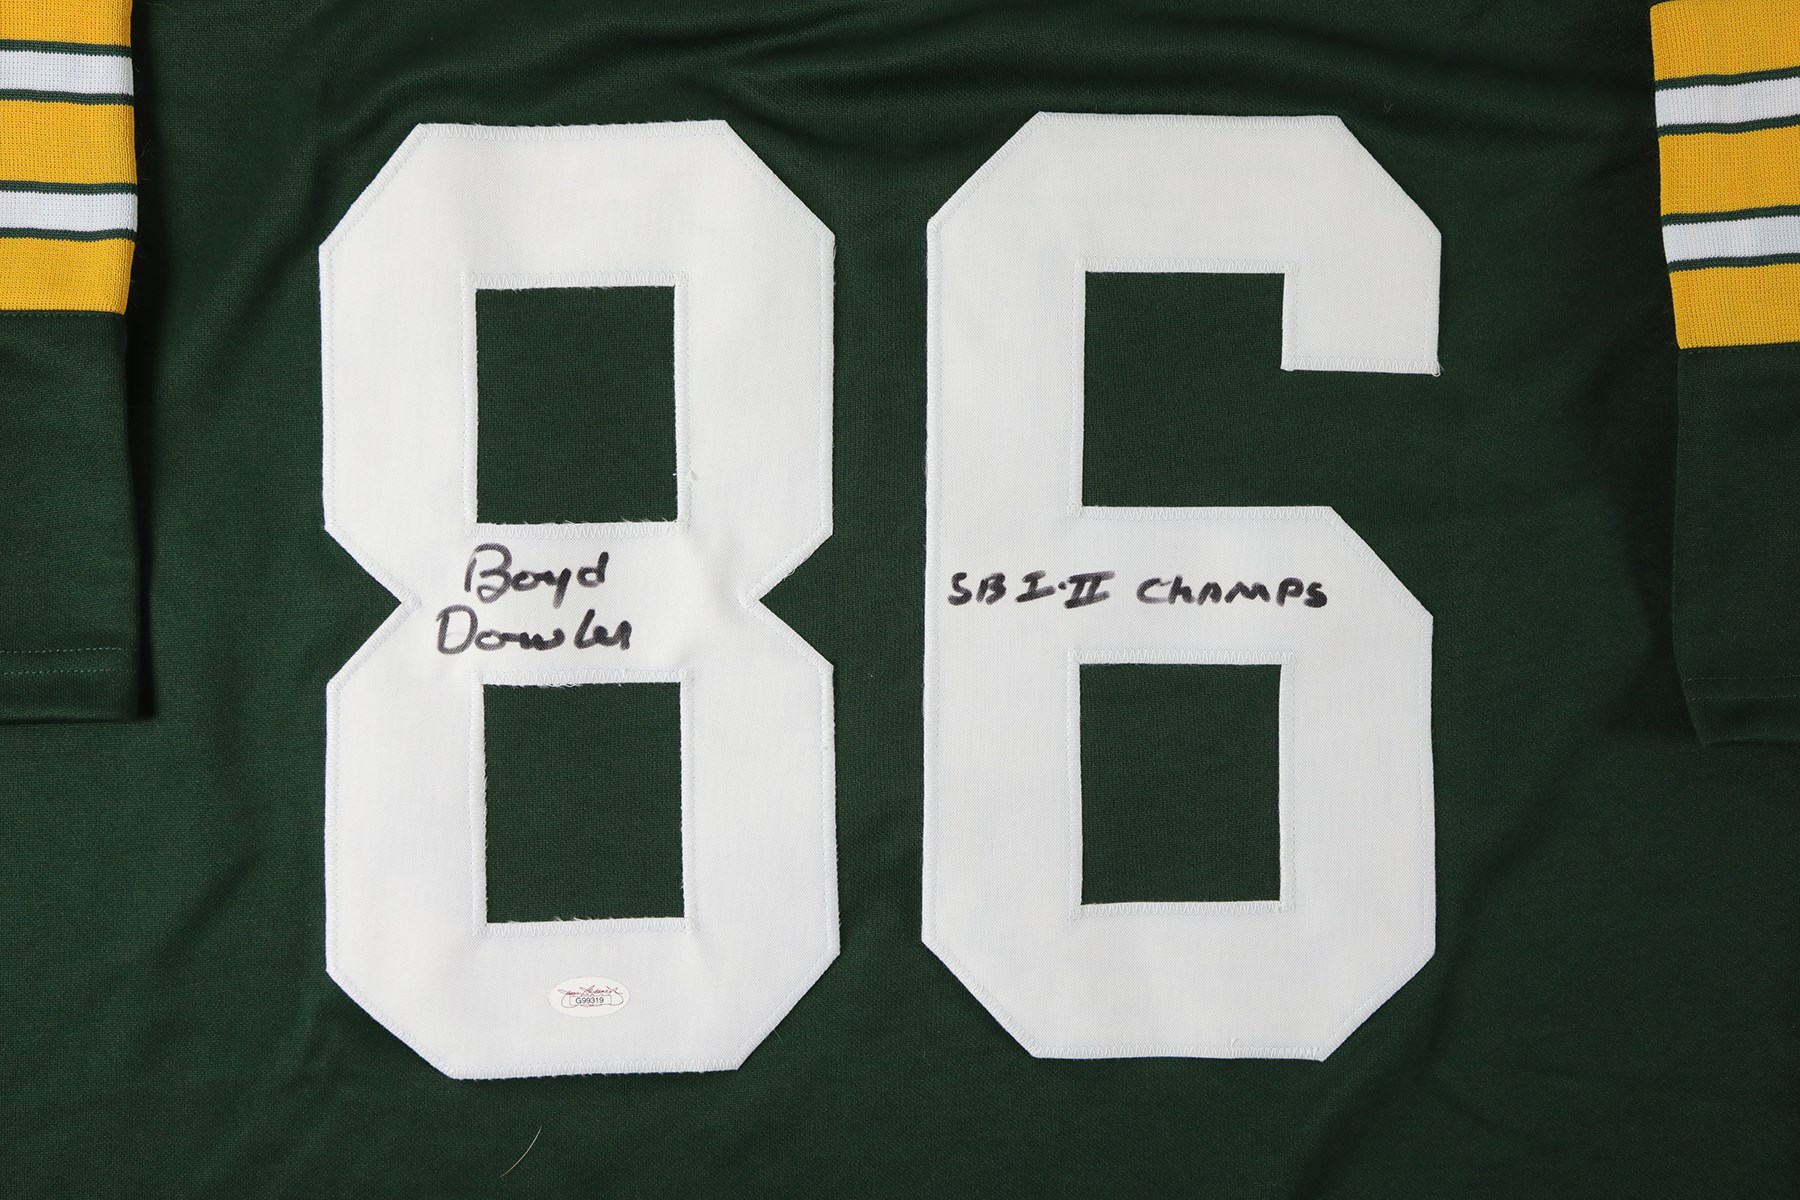 86
Boyd
Dowler
SB I·II CHAMPS
G99319